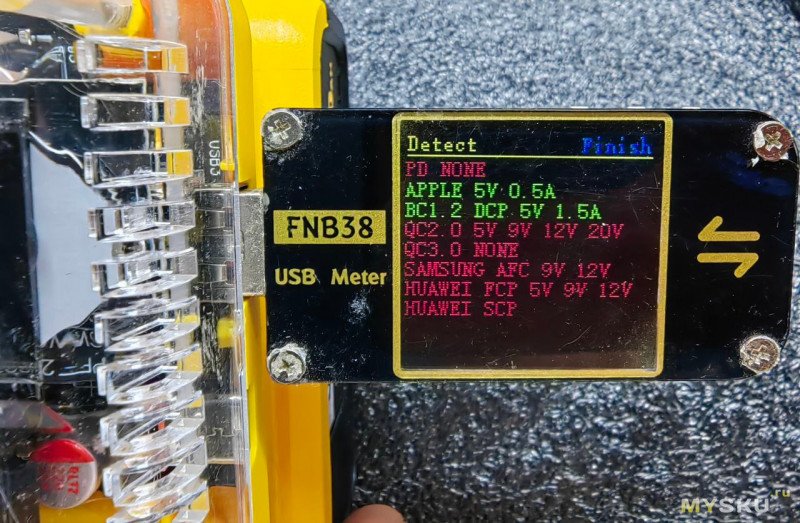 Detect Finish
PD NONE
APPLE 5V 0.5A
BC1.2 DCP 5V 1.5A
QC2.0 5V 9V 12V 20V
QC3.0 NONE
SAMSUNG AFC 9V 12V
HUAWEI FCP 5V 9V 12V
HUAWEI SCP
FNB38
USB Meter
USB3
MYSKU.ru